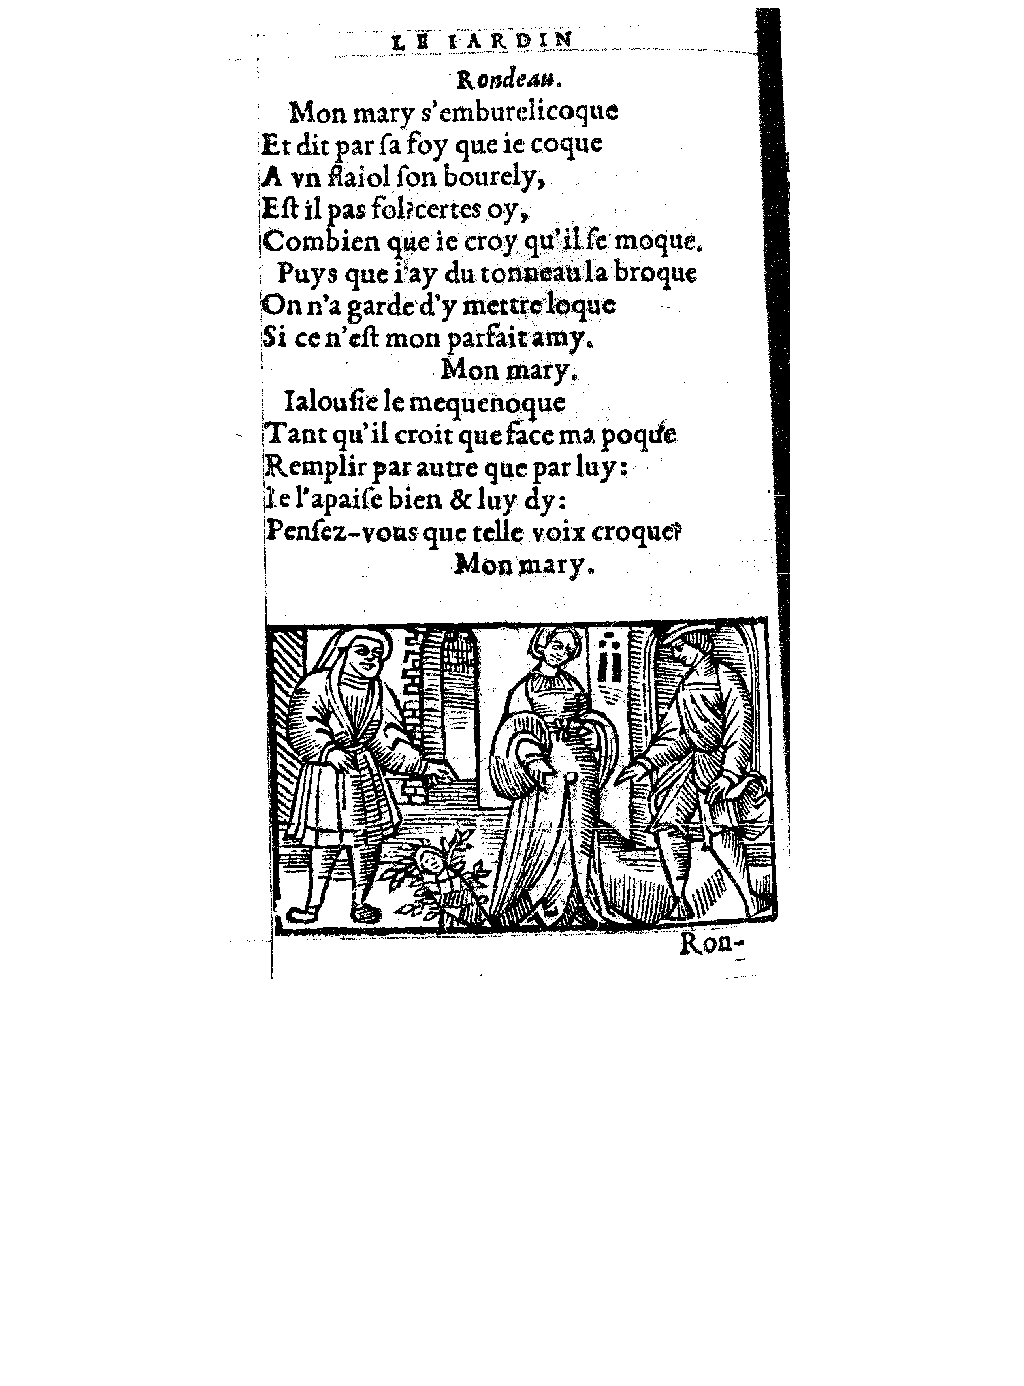 LE IARDIN
Rondeau.
Mon mary s'emburelicoque
Et dit par ſa foy que ie coque
A vn flaiol ſon bourely,
Eſt il pas fol? certes oy,
Combien que ie croy qu'il ſe moque.
Puys que i'ay du tonneau la broque
On n'a garde d'y mettre loque
Si ce n'eſt mon parfait amy.
Mon mary.
Ialouſie le mequenoque
Tant qu'il croit que face ma poque
Remplir par autre que par luy:
Ie l'apaiſe bien & luy dy:
Penſez-vous que telle voix croque?
Mon mary.
Ron-